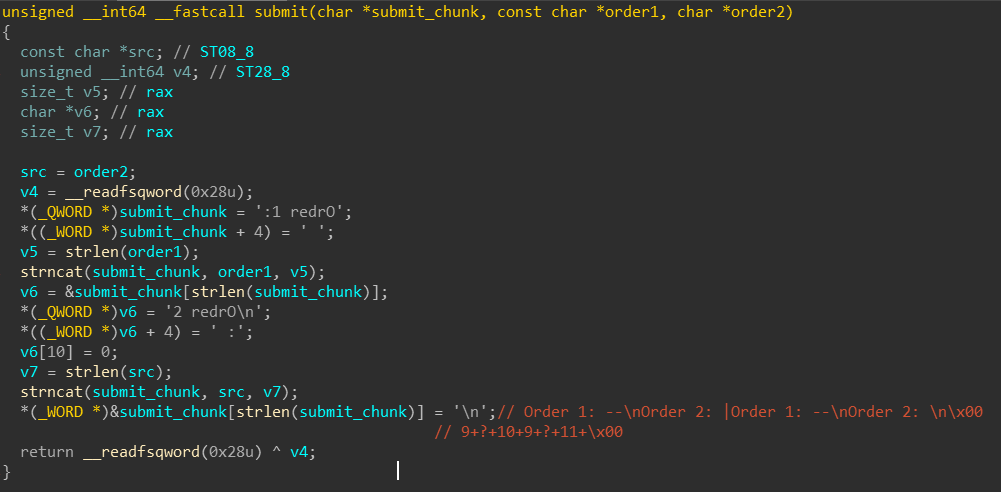 unsigned __int64 __fastcall submit(char *submit_chunk, const char *order1, char *order2)
{
const char *src; // ST08_8
unsigned __int64 v4; // ST28_8
size_t v5; // rax
char *v6; // rax
size_t v7; // rax
src = order2;
v4 = __readfsqword(0x28u);
*(_QWORD *)submit_chunk = ':1 redrO';
*((_WORD *)submit_chunk + 4) = ' ';
v5 = strlen(order1);
strncat(submit_chunk, order1, v5);
v6 = &submit_chunk[strlen(submit_chunk)];
*(_QWORD *)v6 = '2 redrO\n';
*((_WORD *)v6 + 4) = ' :';
v6[10] = 0;
v7 = strlen(src);
strncat(submit_chunk, src, v7);
*(_WORD *)&submit_chunk[strlen(submit_chunk)] = '\n';// Order 1: --\nOrder 2: |Order 1: --\nOrder 2: \n\x00
// 9+?+10+9+?+11+\x00
return __readfsqword(0x28u) ^ v4;
}